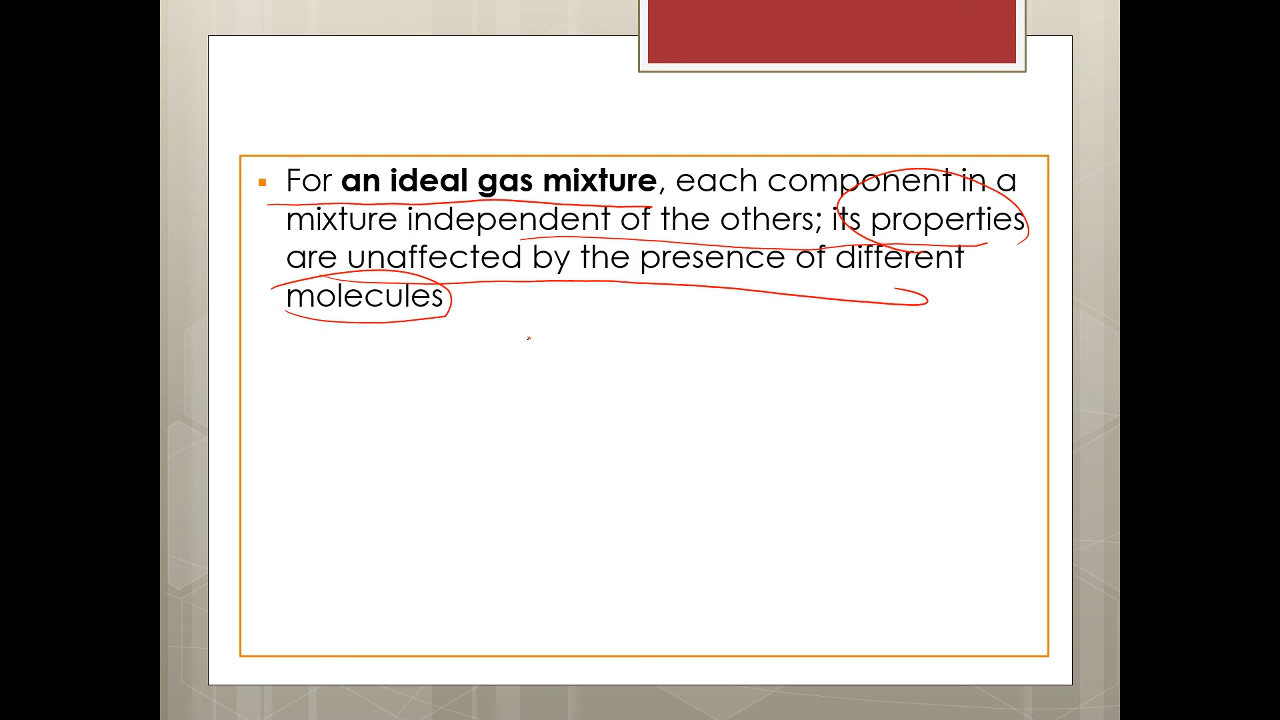 For an ideal gas mixture, each component in a
mixture independent of the others; its properties
are unaffected by the presence of different
molecules